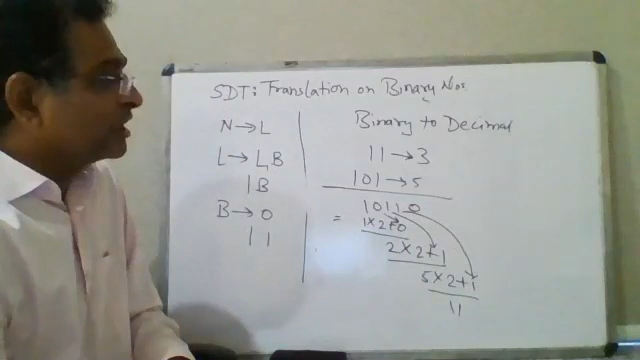 SDT: Translation on Binary Nos.
N→L
L→L,B
|B
B→0
|1
Binary to Decimal
11→3
101→5
10110
= 1×2+0
2×2+1
5×2+1
11